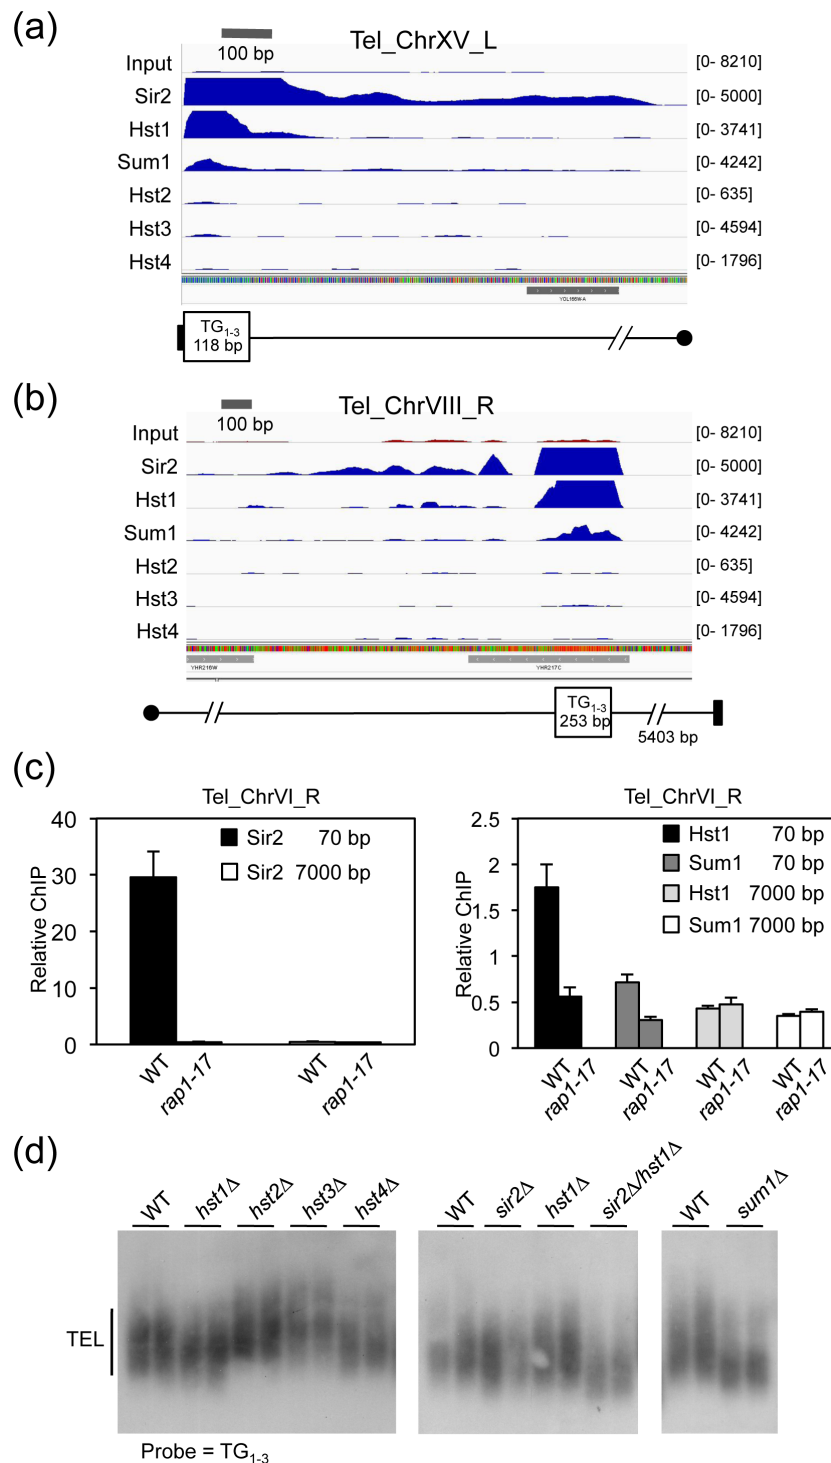 (a)
Tel_ChrXV_L
100 bp
Input [0- 8210]
Sir2 [0- 5000]
Hst1 [0- 3741]
Sum1 [0- 4242]
Hst2 [0- 635]
Hst3 [0- 4594]
Hst4 [0- 1796]
TG1-3
118 bp
(b)
Tel_ChrVIII_R
100 bp
Input [0- 8210]
Sir2 [0- 5000]
Hst1 [0- 3741]
Sum1 [0- 4242]
Hst2 [0- 635]
Hst3 [0- 4594]
Hst4 [0- 1796]
YHR217C
TG1-3
253 bp
5403 bp
(c)
Tel_ChrVI_R
Relative ChIP
40
30
20
10
0
Sir2 70 bp
Sir2 7000 bp
WT
rap1-17
WT
rap1-17
Tel_ChrVI_R
Relative ChIP
2.5
2
1.5
1
0.5
0
Hst1 70 bp
Sum1 70 bp
Hst1 7000 bp
Sum1 7000 bp
WT
rap1-17
WT
rap1-17
WT
rap1-17
WT
rap1-17
(d)
WT hst1Δ hst2Δ hst3Δ hst4Δ
WT sir2Δ hst1Δ sir2Δ/hst1Δ
WT sum1Δ
TEL
Probe = TG1-3